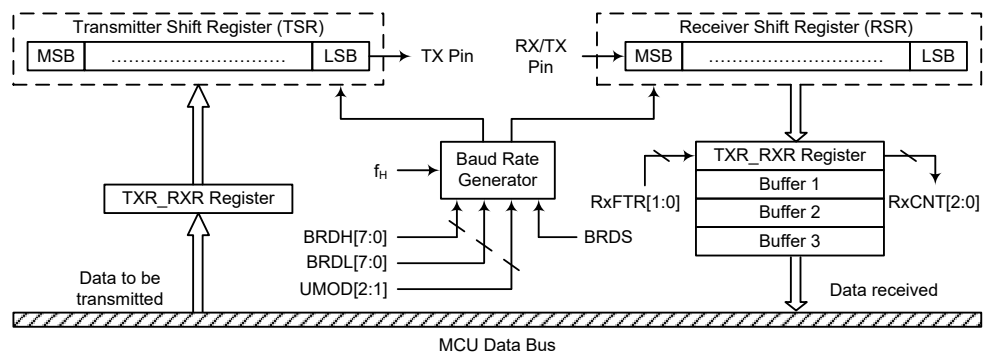 Transmitter Shift Register (TSR)
MSB ………………………… LSB
TX Pin
Receiver Shift Register (RSR)
RX/TX
Pin
MSB ………………………… LSB
fH
Baud Rate
Generator
TXR_RXR Register
BRDH[7:0]
BRDL[7:0]
UMOD[2:1]
BRDS
TXR_RXR Register
Buffer 1
Buffer 2
Buffer 3
RxFTR[1:0]
RxCNT[2:0]
Data to be
transmitted
Data received
MCU Data Bus